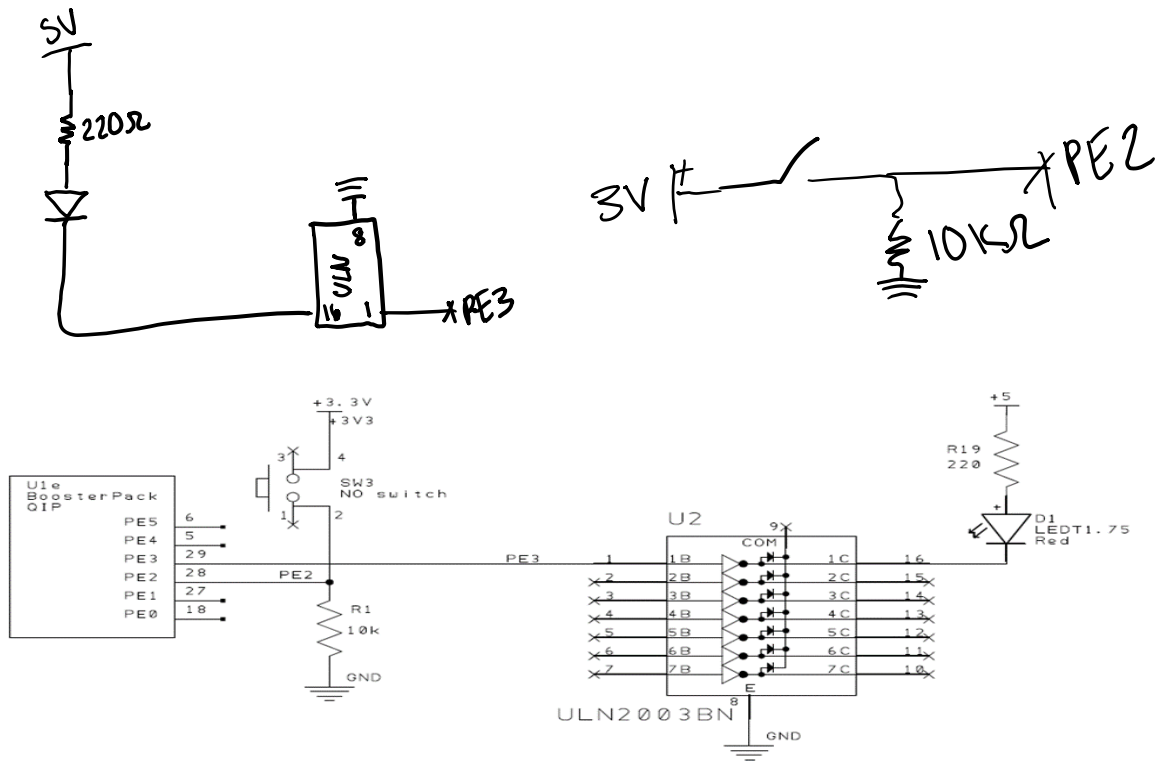 5V
220Ω
8
ULN
16 1 PE3
3V + PE2
10KΩ
+3.3V
+3V3
3 4
SW3
NO switch
1 2
U1e
BoosterPack
QIP
PE5 6
PE4 5
PE3 29
PE2 28
PE1 27
PE0 18
PE2
R1
10k
GND
PE3
U2
9
COM
1 1B 1C 16
2 2B 2C 15
3 3B 3C 14
4 4B 4C 13
5 5B 5C 12
6 6B 6C 11
7 7B 7C 10
E
8
ULN2003BN
GND
+5
R19
220
+
D1
LEDT1.75
Red